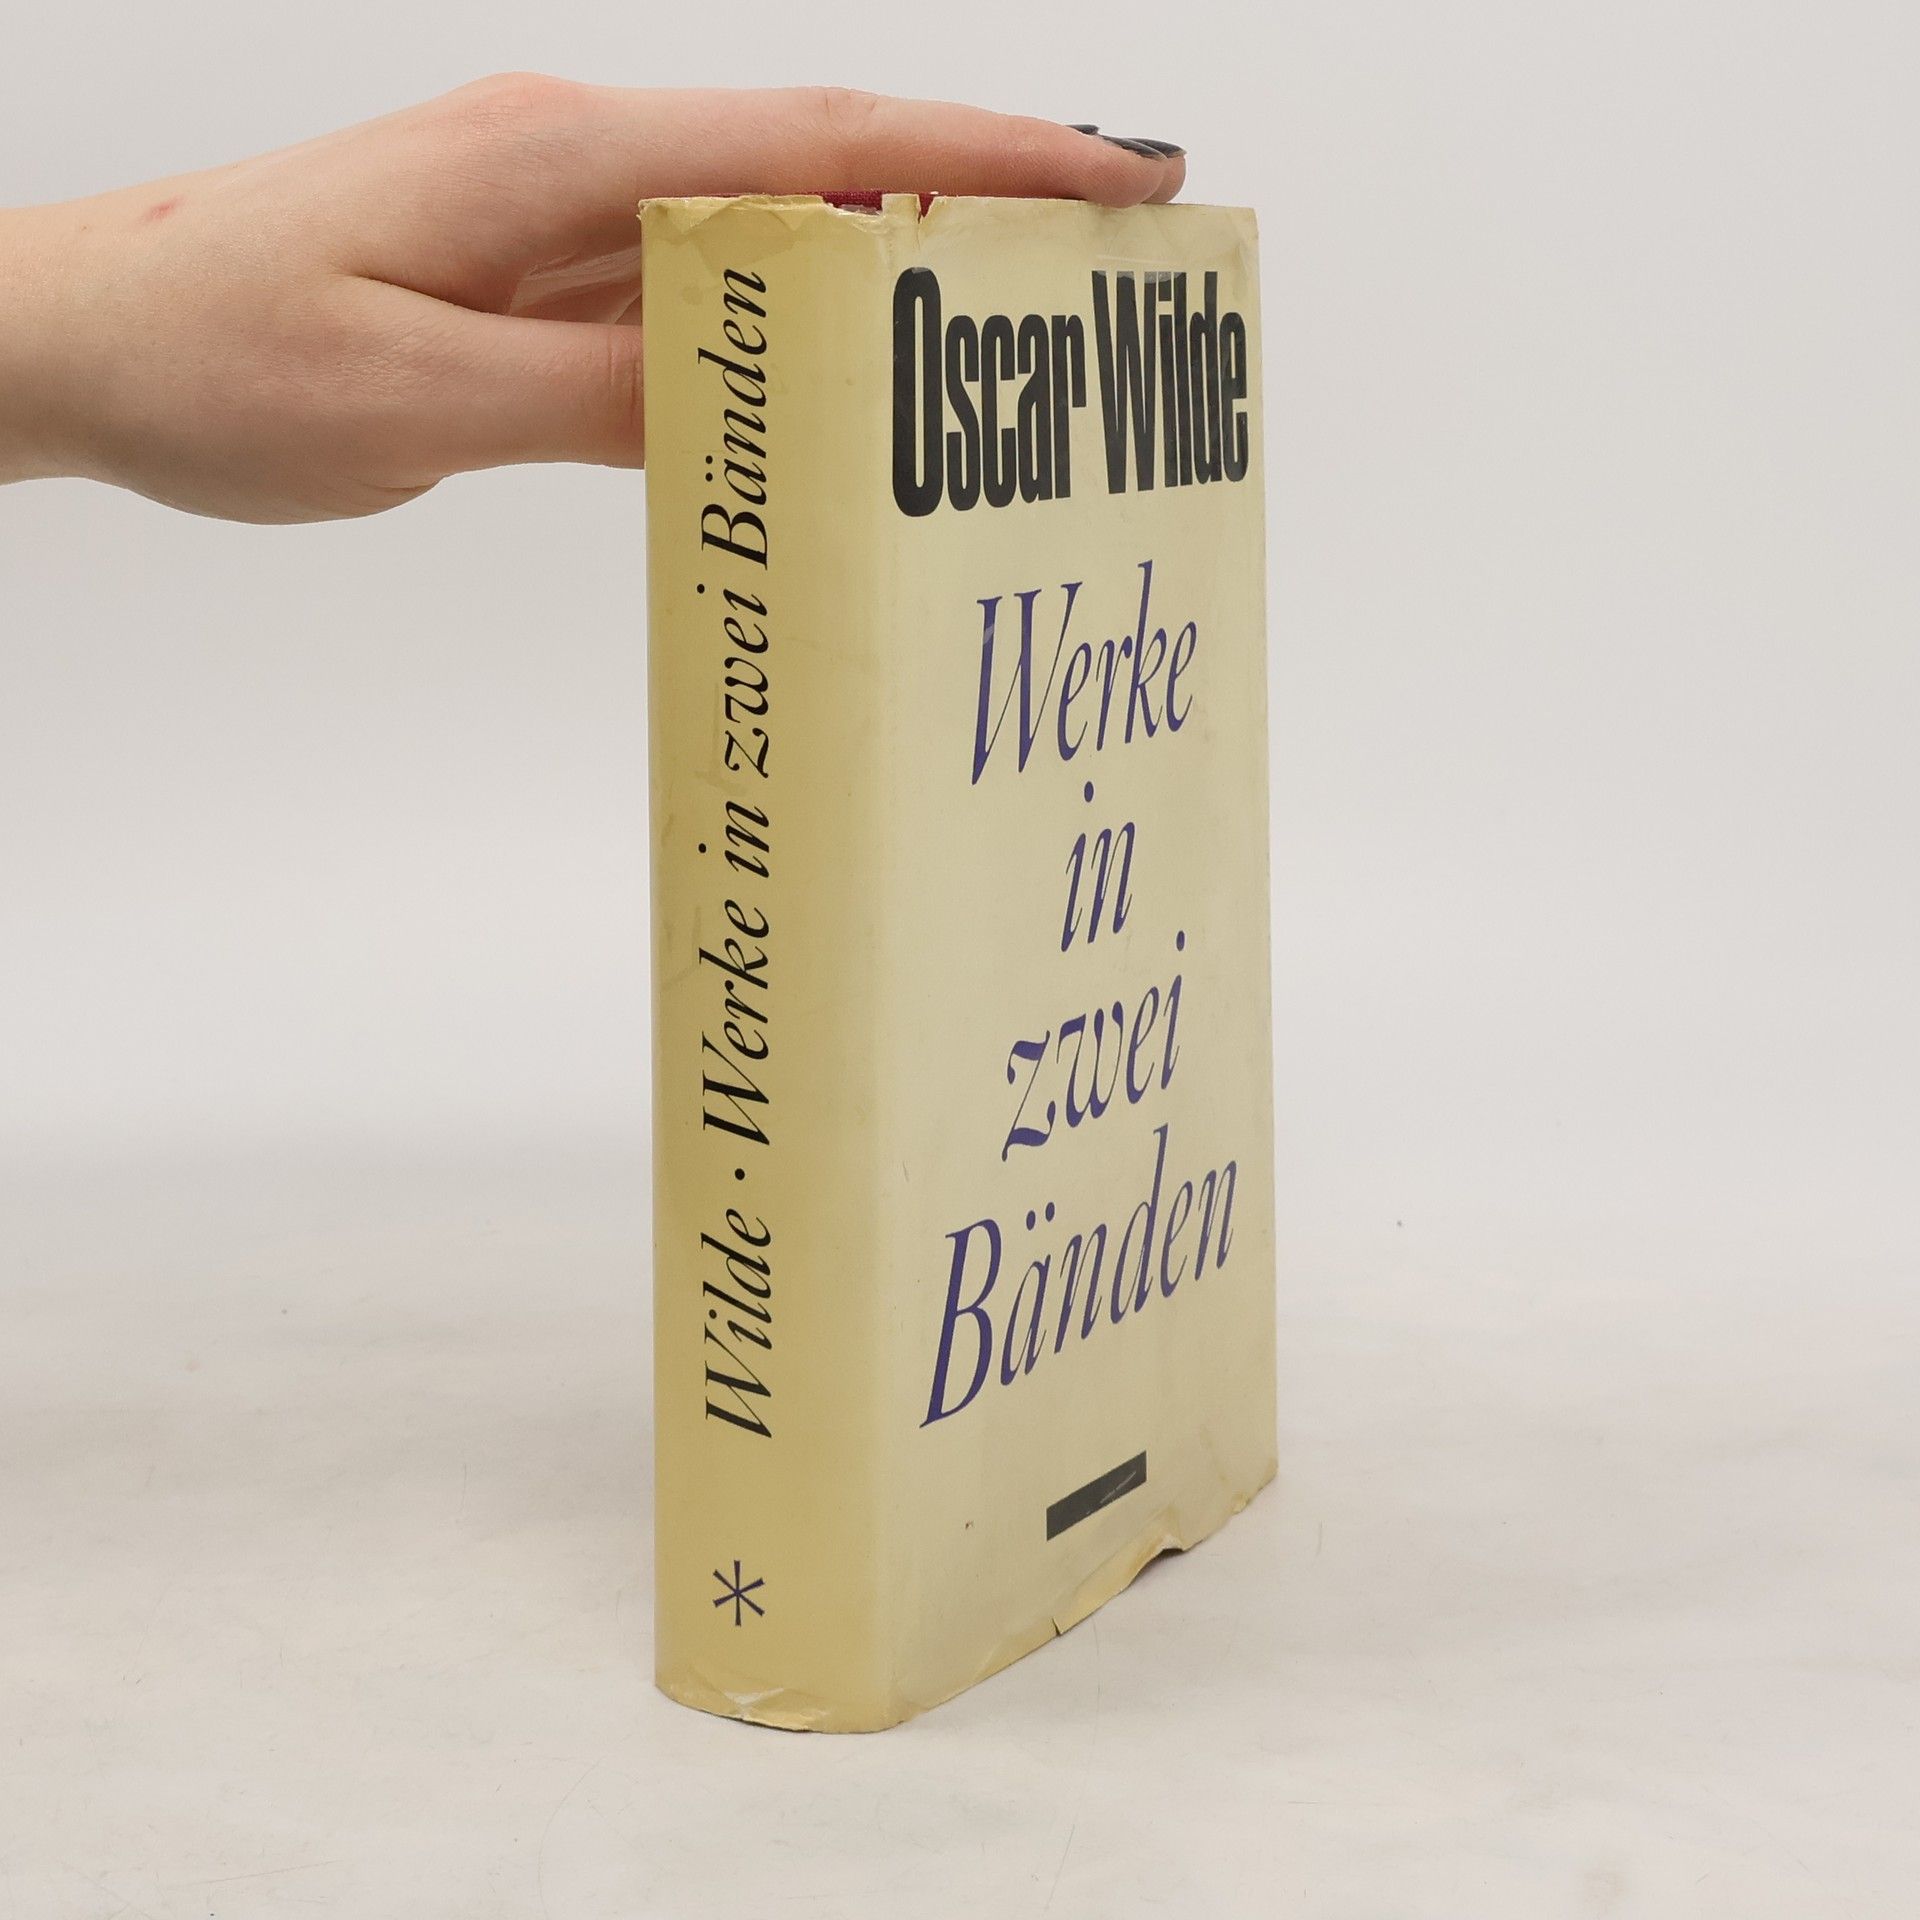 Wilde · Werke in zwei Bänden
*
Oscar Wilde
Werke
in
zwei
Bänden